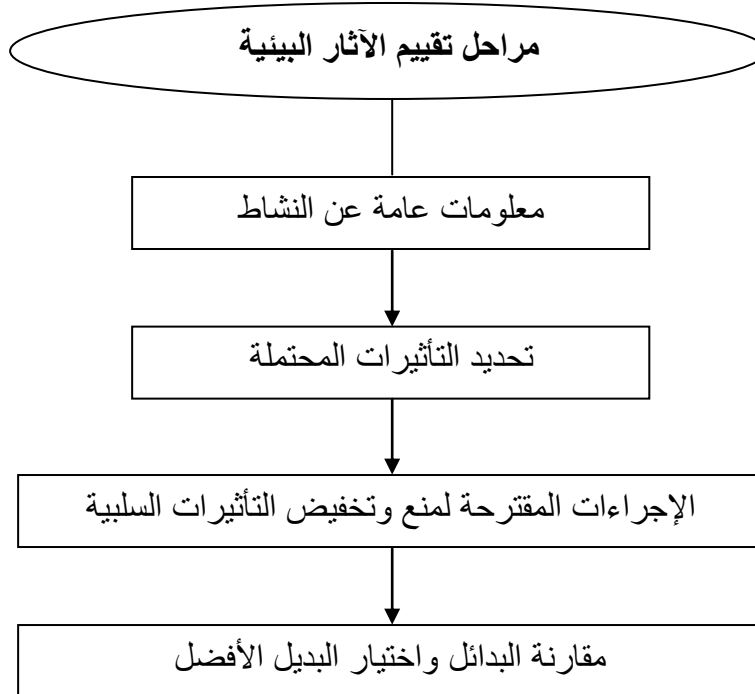 مراحل تقييم الآثار البيئية
معلومات عامة عن النشاط
تحديد التأثيرات المحتملة
الإجراءات المقترحة لمنع وتخفيض التأثيرات السلبية
مقارنة البدائل واختيار البديل الأفضل